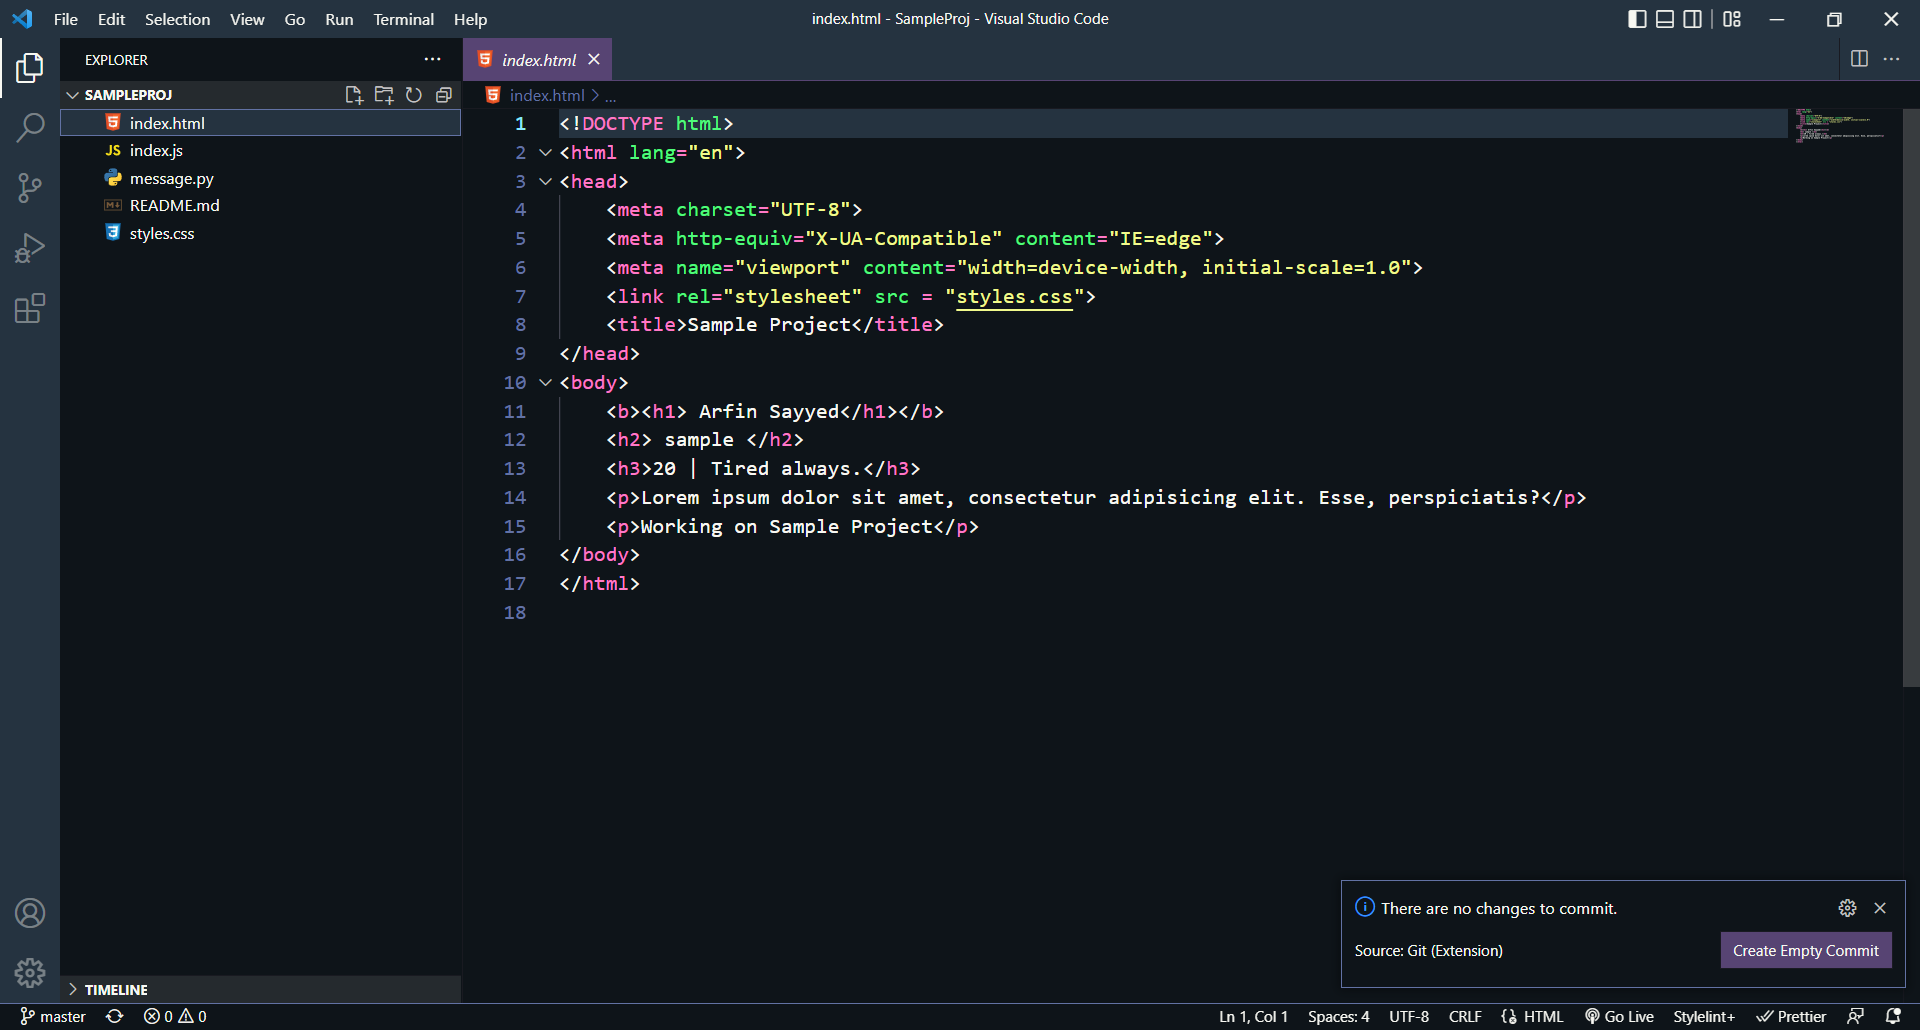 File Edit Selection View Go Run Terminal Help
index.html - SampleProj - Visual Studio Code
EXPLORER
SAMPLEPROJ
index.html
JS index.js
message.py
README.md
styles.css
TIMELINE
index.html
index.html > ...
1 <!DOCTYPE html>
2 <html lang="en">
3 <head>
4 <meta charset="UTF-8">
5 <meta http-equiv="X-UA-Compatible" content="IE=edge">
6 <meta name="viewport" content="width=device-width, initial-scale=1.0">
7 <link rel="stylesheet" src = "styles.css">
8 <title>Sample Project</title>
9 </head>
10 <body>
11 <b><h1> Arfin Sayyed</h1></b>
12 <h2> sample </h2>
13 <h3>20 | Tired always.</h3>
14 <p>Lorem ipsum dolor sit amet, consectetur adipisicing elit. Esse, perspiciatis?</p>
15 <p>Working on Sample Project</p>
16 </body>
17 </html>
18
There are no changes to commit.
Source: Git (Extension)
Create Empty Commit
master 0 0
Ln 1, Col 1 Spaces: 4 UTF-8 CRLF HTML Go Live Stylelint+ Prettier